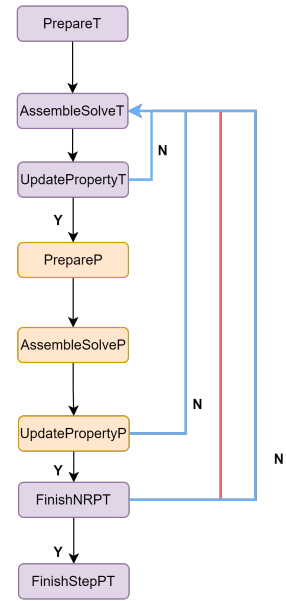 PrepareT
AssembleSolveT
N
UpdatePropertyT
Y
PrepareP
AssembleSolveP
N
UpdatePropertyP
Y
N
FinishNRPT
Y
FinishStepPT